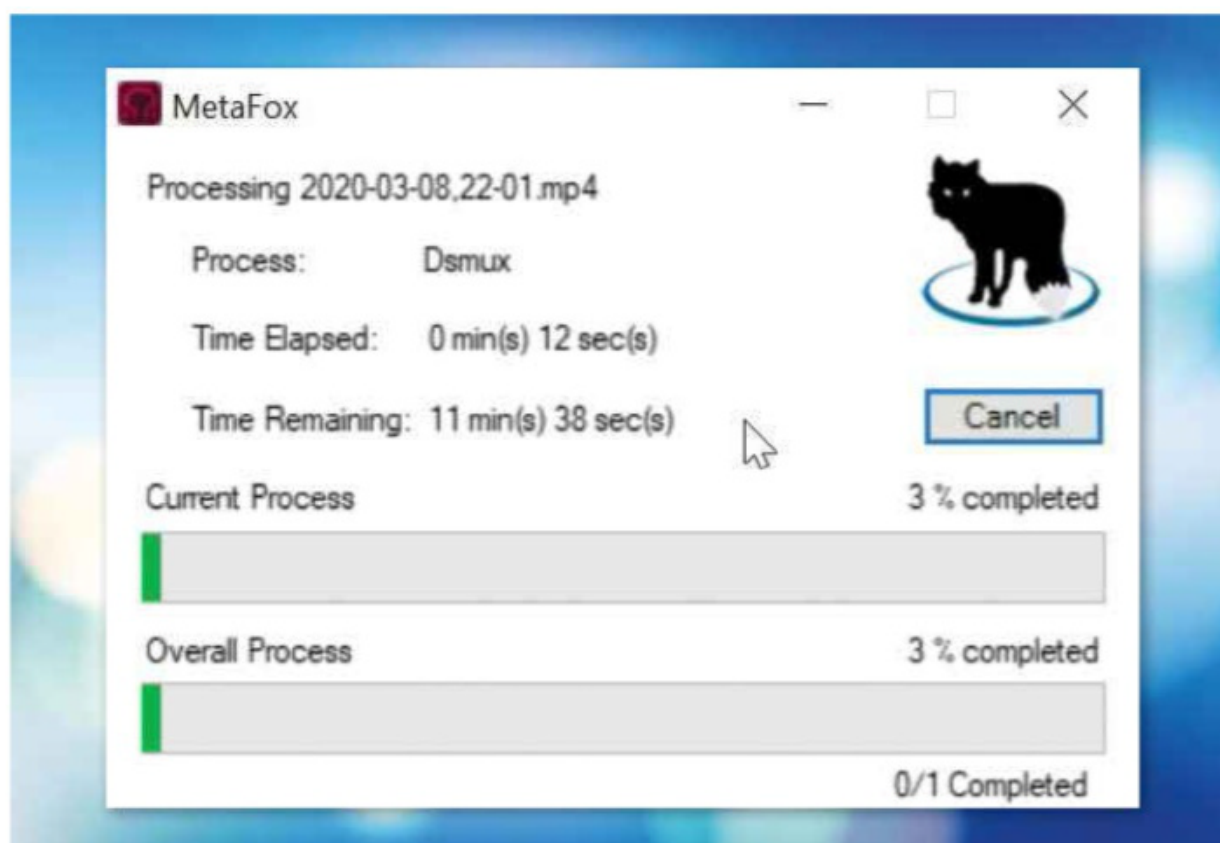 MetaFox
Processing 2020-03-08,22-01.mp4
Process: Dsmux
Time Elapsed: 0 min(s) 12 sec(s)
Time Remaining: 11 min(s) 38 sec(s)
Cancel
Current Process 3 % completed
Overall Process 3 % completed
0/1 Completed